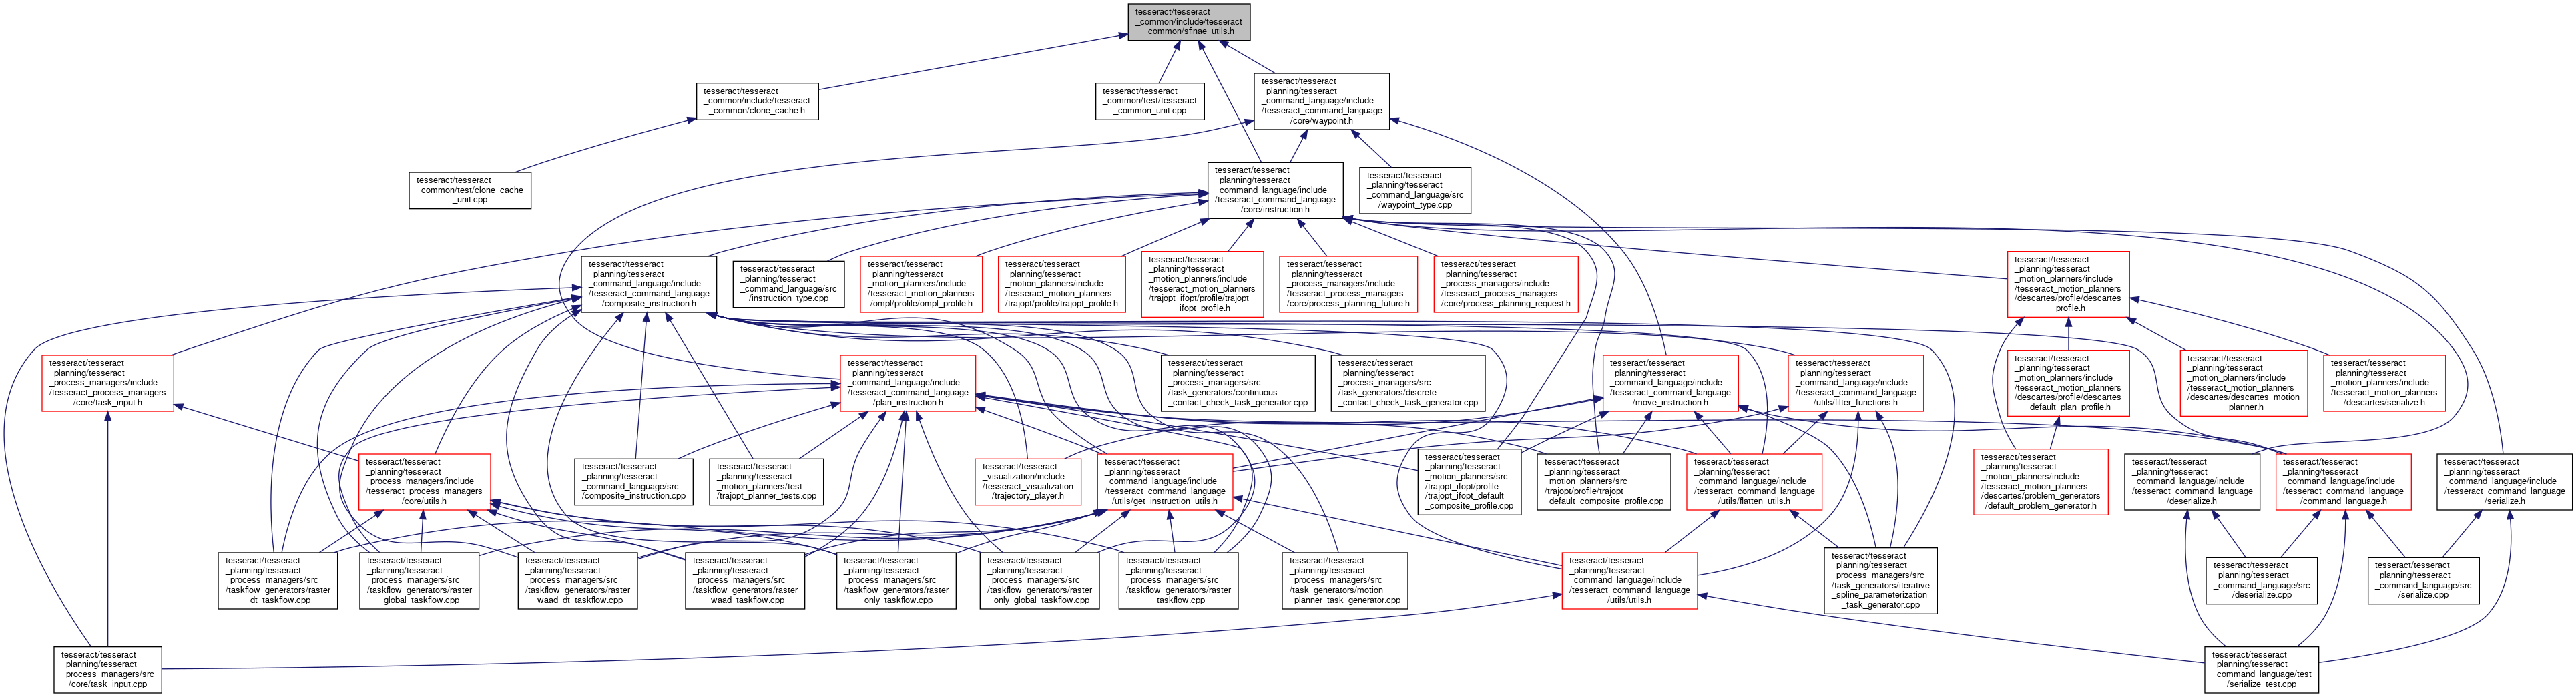 tesseract/tesseract
_common/include/tesseract
_common/sfinae_utils.h
tesseract/tesseract
_common/include/tesseract
_common/clone_cache.h
tesseract/tesseract
_common/test/tesseract
_common_unit.cpp
tesseract/tesseract
_planning/tesseract
_command_language/include
/tesseract_command_language
/core/waypoint.h
tesseract/tesseract
_common/test/clone_cache
_unit.cpp
tesseract/tesseract
_planning/tesseract
_command_language/include
/tesseract_command_language
/core/instruction.h
tesseract/tesseract
_planning/tesseract
_command_language/src
/waypoint_type.cpp
tesseract/tesseract
_planning/tesseract
_command_language/include
/tesseract_command_language
/composite_instruction.h
tesseract/tesseract
_planning/tesseract
_command_language/src
/instruction_type.cpp
tesseract/tesseract
_planning/tesseract
_motion_planners/include
/tesseract_motion_planners
/ompl/profile/ompl_profile.h
tesseract/tesseract
_planning/tesseract
_motion_planners/include
/tesseract_motion_planners
/trajopt/profile/trajopt_profile.h
tesseract/tesseract
_planning/tesseract
_motion_planners/include
/tesseract_motion_planners
/trajopt_ifopt/profile/trajopt
_ifopt_profile.h
tesseract/tesseract
_planning/tesseract
_process_managers/include
/tesseract_process_managers
/core/process_planning_future.h
tesseract/tesseract
_planning/tesseract
_process_managers/include
/tesseract_process_managers
/core/process_planning_request.h
tesseract/tesseract
_planning/tesseract
_motion_planners/include
/tesseract_motion_planners
/descartes/profile/descartes
_profile.h
tesseract/tesseract
_planning/tesseract
_process_managers/include
/tesseract_process_managers
/core/task_input.h
tesseract/tesseract
_planning/tesseract
_command_language/include
/tesseract_command_language
/plan_instruction.h
tesseract/tesseract
_planning/tesseract
_process_managers/src
/task_generators/continuous
_contact_check_task_generator.cpp
tesseract/tesseract
_planning/tesseract
_process_managers/src
/task_generators/discrete
_contact_check_task_generator.cpp
tesseract/tesseract
_planning/tesseract
_command_language/include
/tesseract_command_language
/move_instruction.h
tesseract/tesseract
_planning/tesseract
_command_language/include
/tesseract_command_language
/utils/filter_functions.h
tesseract/tesseract
_planning/tesseract
_motion_planners/include
/tesseract_motion_planners
/descartes/profile/descartes
_default_plan_profile.h
tesseract/tesseract
_planning/tesseract
_motion_planners/include
/tesseract_motion_planners
/descartes/descartes_motion
_planner.h
tesseract/tesseract
_planning/tesseract
_motion_planners/include
/tesseract_motion_planners
/descartes/serialize.h
tesseract/tesseract
_planning/tesseract
_process_managers/include
/tesseract_process_managers
/core/utils.h
tesseract/tesseract
_planning/tesseract
_command_language/src
/composite_instruction.cpp
tesseract/tesseract
_planning/tesseract
_motion_planners/test
/trajopt_planner_tests.cpp
tesseract/tesseract
_visualization/include
/tesseract_visualization
/trajectory_player.h
tesseract/tesseract
_planning/tesseract
_command_language/include
/tesseract_command_language
/utils/get_instruction_utils.h
tesseract/tesseract
_planning/tesseract
_motion_planners/src
/trajopt_ifopt/profile
/trajopt_ifopt_default
_composite_profile.cpp
tesseract/tesseract
_planning/tesseract
_motion_planners/src
/trajopt/profile/trajopt
_default_composite_profile.cpp
tesseract/tesseract
_planning/tesseract
_command_language/include
/tesseract_command_language
/utils/flatten_utils.h
tesseract/tesseract
_planning/tesseract
_motion_planners/include
/tesseract_motion_planners
/descartes/problem_generators
/default_problem_generator.h
tesseract/tesseract
_planning/tesseract
_command_language/include
/tesseract_command_language
/deserialize.h
tesseract/tesseract
_planning/tesseract
_command_language/include
/tesseract_command_language
/command_language.h
tesseract/tesseract
_planning/tesseract
_command_language/include
/tesseract_command_language
/serialize.h
tesseract/tesseract
_planning/tesseract
_process_managers/src
/taskflow_generators/raster
_dt_taskflow.cpp
tesseract/tesseract
_planning/tesseract
_process_managers/src
/taskflow_generators/raster
_global_taskflow.cpp
tesseract/tesseract
_planning/tesseract
_process_managers/src
/taskflow_generators/raster
_waad_dt_taskflow.cpp
tesseract/tesseract
_planning/tesseract
_process_managers/src
/taskflow_generators/raster
_waad_taskflow.cpp
tesseract/tesseract
_planning/tesseract
_process_managers/src
/taskflow_generators/raster
_only_taskflow.cpp
tesseract/tesseract
_planning/tesseract
_process_managers/src
/taskflow_generators/raster
_only_global_taskflow.cpp
tesseract/tesseract
_planning/tesseract
_process_managers/src
/taskflow_generators/raster
_taskflow.cpp
tesseract/tesseract
_planning/tesseract
_process_managers/src
/task_generators/motion
_planner_task_generator.cpp
tesseract/tesseract
_planning/tesseract
_command_language/include
/tesseract_command_language
/utils/utils.h
tesseract/tesseract
_planning/tesseract
_process_managers/src
/task_generators/iterative
_spline_parameterization
_task_generator.cpp
tesseract/tesseract
_planning/tesseract
_command_language/src
/deserialize.cpp
tesseract/tesseract
_planning/tesseract
_command_language/src
/serialize.cpp
tesseract/tesseract
_planning/tesseract
_process_managers/src
/core/task_input.cpp
tesseract/tesseract
_planning/tesseract
_command_language/test
/serialize_test.cpp